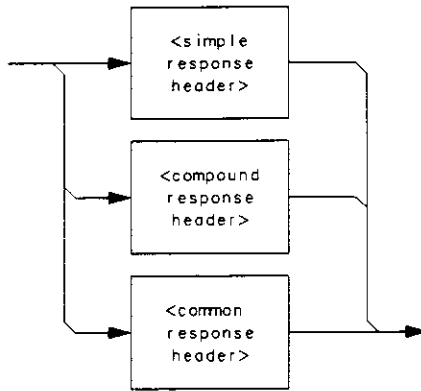 <simple
response
header>
<compound
response
header>
<common
response
header>